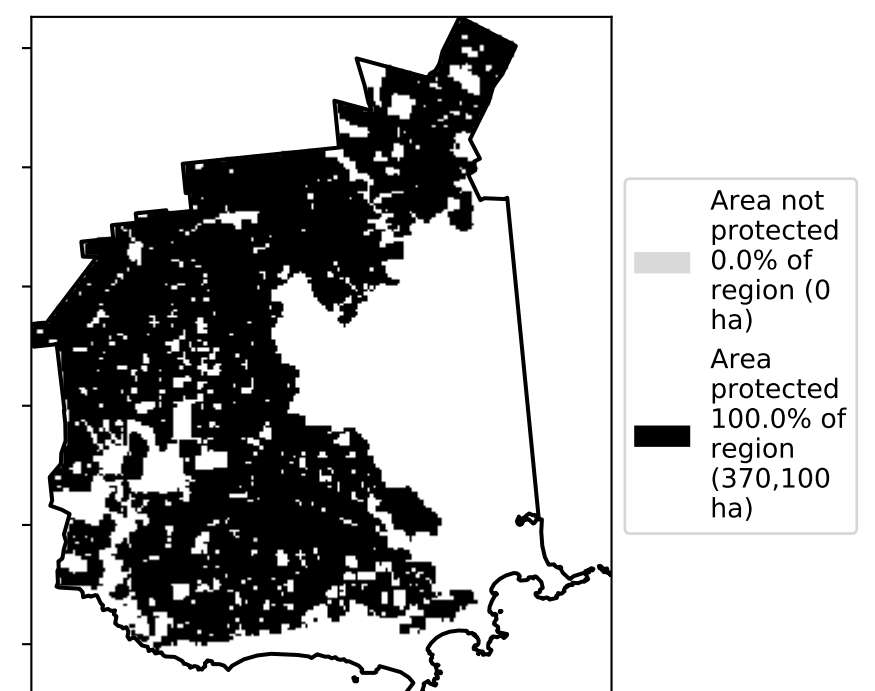 Area not
protected
0.0% of
region (0
ha)
Area
protected
100.0% of
region
(370,100
ha)